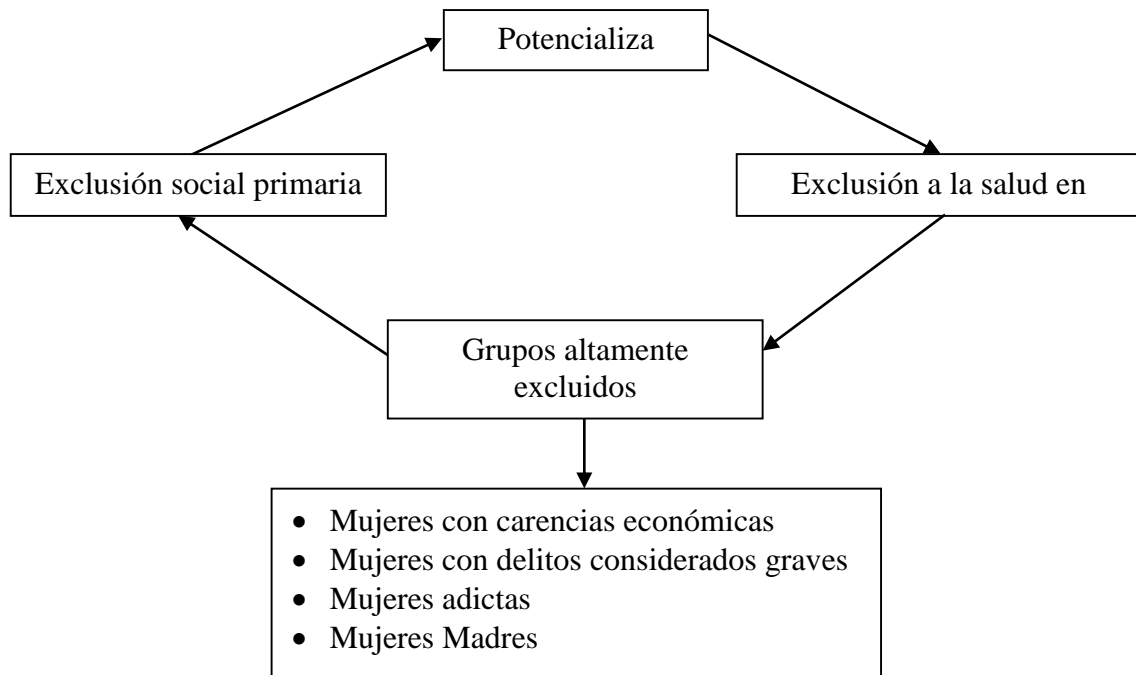 Potencializa
Exclusión social primaria
Exclusión a la salud en
Grupos altamente
excluidos
• Mujeres con carencias económicas
• Mujeres con delitos considerados graves
• Mujeres adictas
• Mujeres Madres